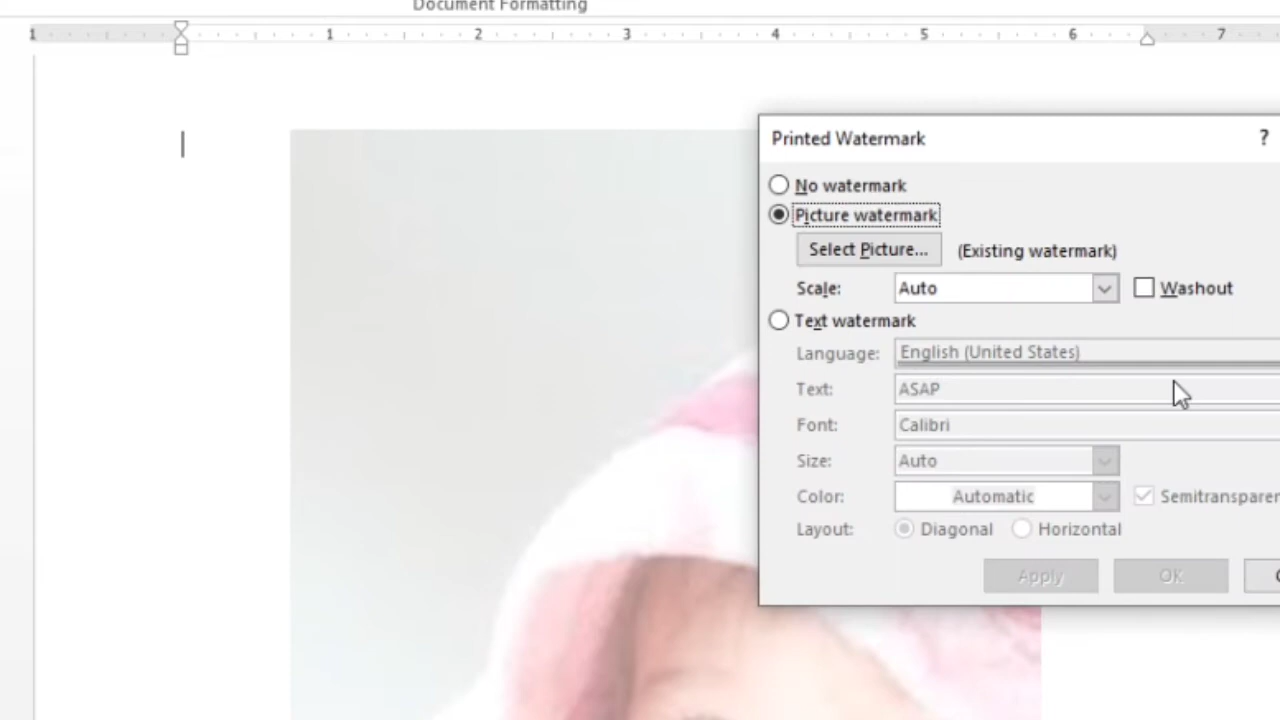 Document Formatting
1 1 2 3 4 5 6 7
Printed Watermark ?
No watermark
Picture watermark
Select Picture... (Existing watermark)
Scale: Auto Washout
Text watermark
Language: English (United States)
Text: ASAP
Font: Calibri
Size: Auto
Color: Automatic Semitransparen
Layout: Diagonal Horizontal
Apply OK C